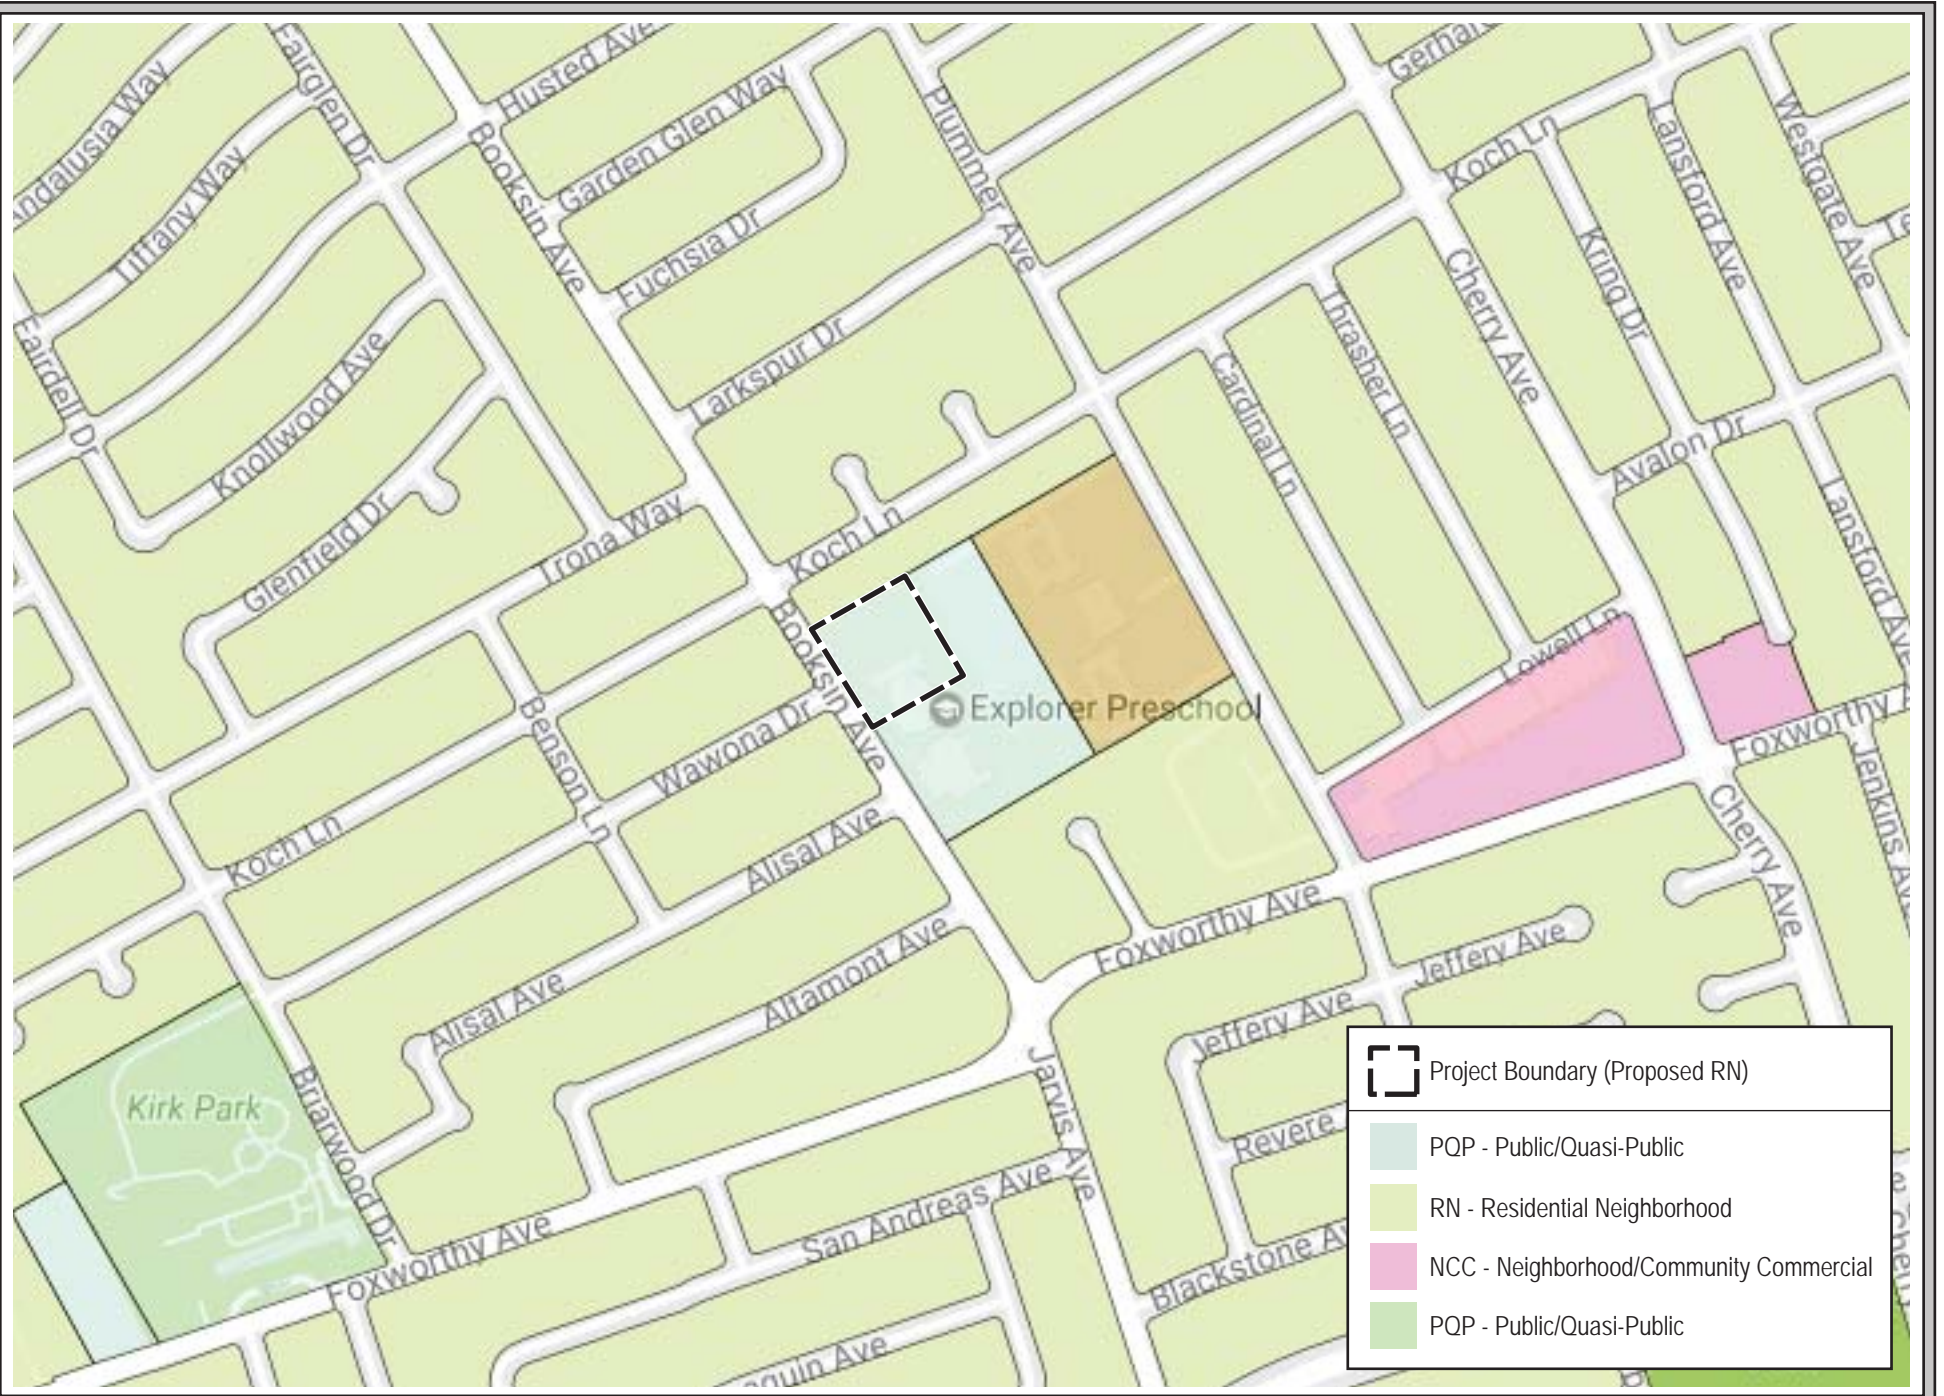 Fairglen Dr
Husted Ave
Gerhar
Andalusia Way
Garden Glen Way
Plummer Ave
Koch Ln
Lansford Ave
Westgate Ave
Tiffany Way
Booksin Ave
Kring Dr
Te
Fuchsia Dr
Cherry Ave
Fairdell Dr
Knollwood Ave
Larkspur Dr
Cardinal Ln
Thrasher Ln
Avalon Dr
Glenfield Dr
Trona Way
Koch Ln
Lansford Ave
Booksin Ave
Lowell Ln
Explorer Preschool
Benson Ln
Wawona Dr
Foxworthy A
Jenkins Av
Koch Ln
Alisal Ave
Cherry Ave
Foxworthy Ave
Jeffery Ave
Alisal Ave
Altamont Ave
Jeffery Ave
Kirk Park
Briarwood Dr
Jarvis Ave
Revere
Foxworthy Ave
San Andreas Ave
Blackstone Av
quin Ave
Project Boundary (Proposed RN)
PQP - Public/Quasi-Public
RN - Residential Neighborhood
NCC - Neighborhood/Community Commercial
PQP - Public/Quasi-Public